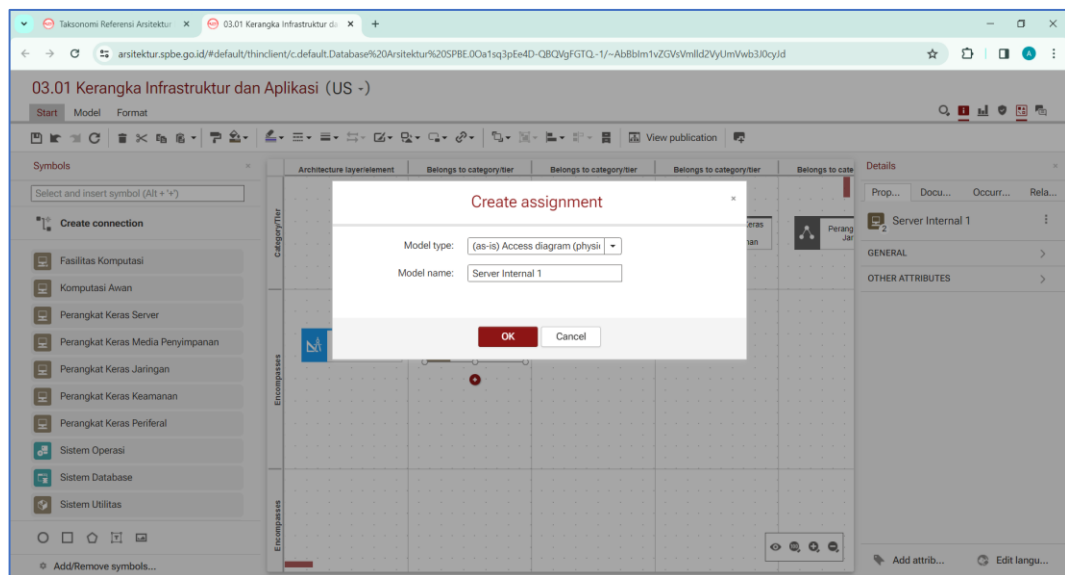 Taksonomi Referensi Arsitektur
03.01 Kerangka Infrastruktur da
arsitektur.spbe.go.id/#default/thinclient/c.default.Database%20Arsitektur%20SPBE.0Oa1sq3pEe4D-QBQVgFGTQ.-1/~AbBbIm1vZGVsVmlld2VyUmVwb3J0cyJd
A
03.01 Kerangka Infrastruktur dan Aplikasi (US -)
Start Model Format
View publication
Symbols
Select and insert symbol (Alt + '+')
Create connection
Fasilitas Komputasi
Komputasi Awan
Perangkat Keras Server
Perangkat Keras Media Penyimpanan
Perangkat Keras Jaringan
Perangkat Keras Keamanan
Perangkat Keras Periferal
Sistem Operasi
Sistem Database
Sistem Utilitas
Add/Remove symbols...
Architecture layer/element Belongs to category/tier Belongs to category/tier Belongs to category/tier Belongs to cate
Category/Tier
Encompasses
Encompasses
Perang
Jar
Create assignment
Model type: (as-is) Access diagram (physi
Model name: Server Internal 1
OK Cancel
Details
Prop... Docu... Occurr... Rela...
Server Internal 1
2
GENERAL
OTHER ATTRIBUTES
Add attrib... Edit langu...